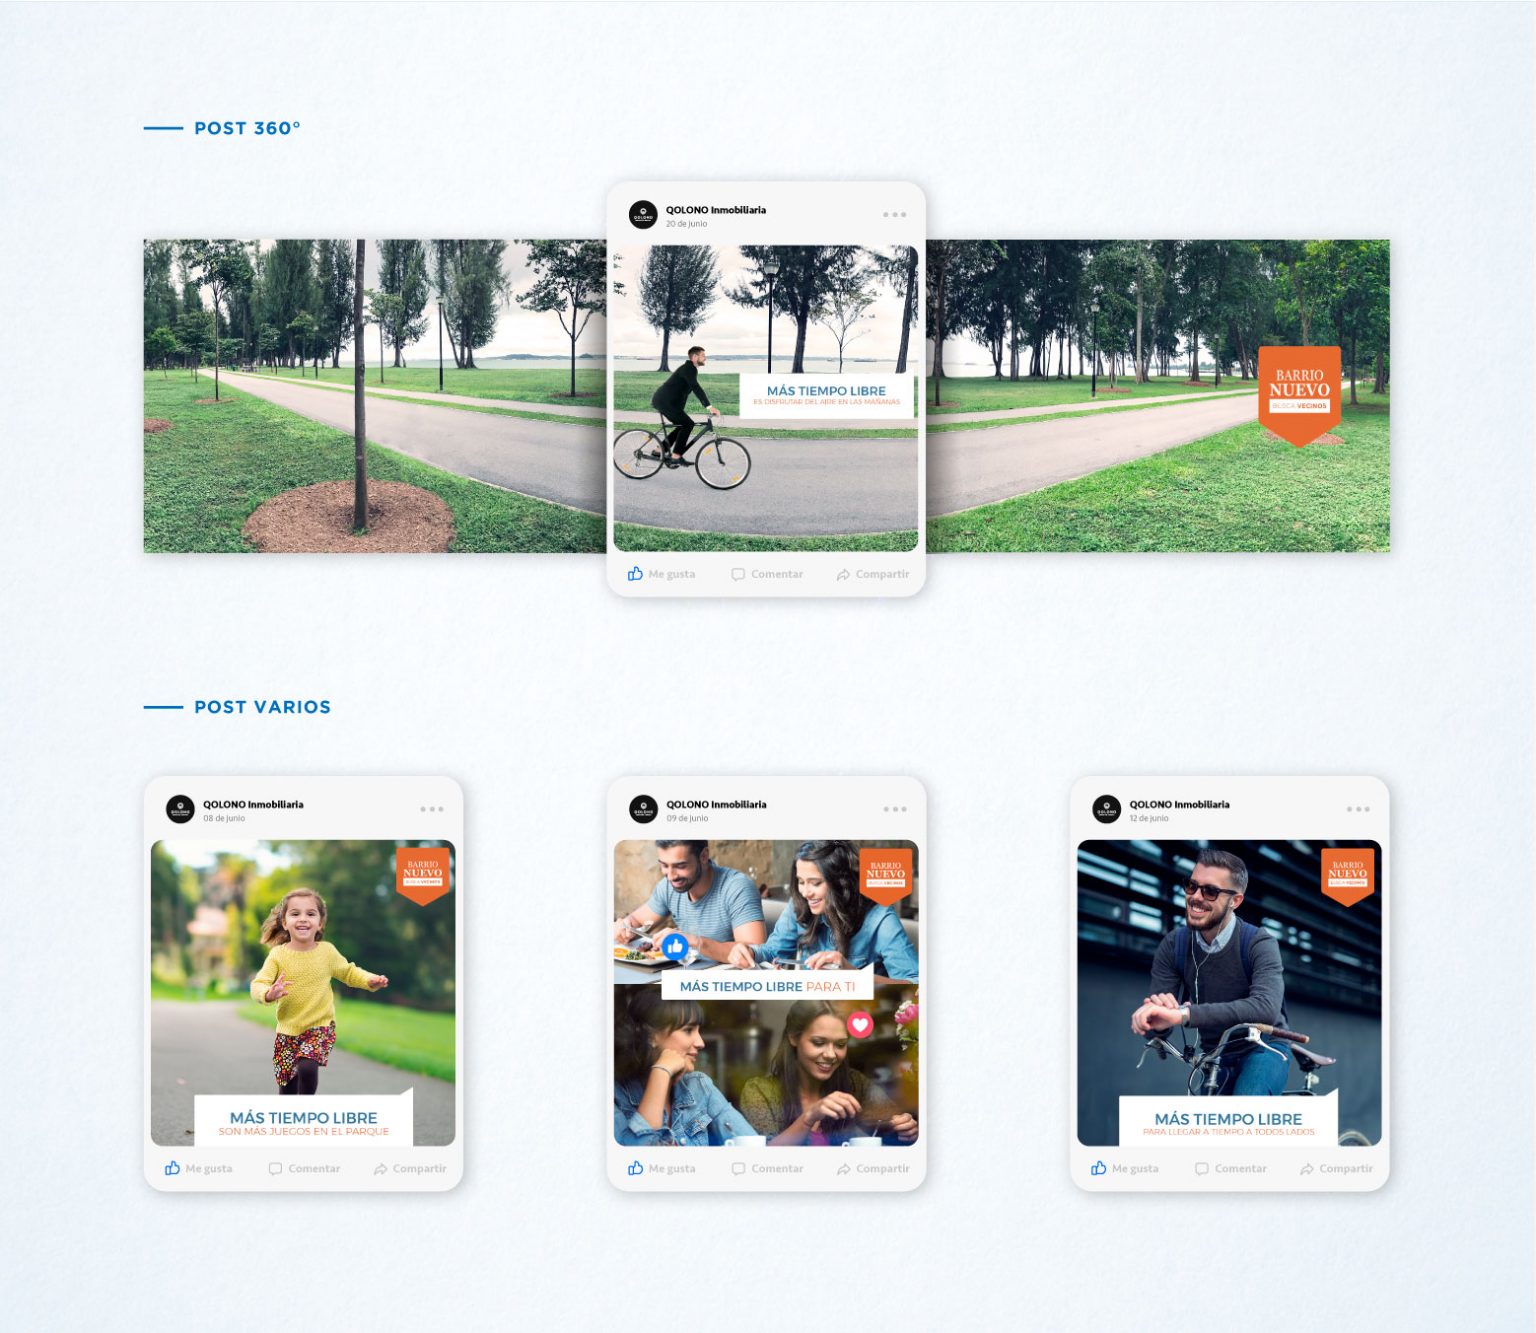 POST 360°
QOLONO Inmobiliaria
20 de junio
MÁS TIEMPO LIBRE
ES DISFRUTAR DEL AIRE EN LAS MAÑANAS
BARRIO
NUEVO
BUSCA VECINOS
Me gusta
Comentar
Compartir
POST VARIOS
QOLONO Inmobiliaria
08 de junio
BARRIO
NUEVO
BUSCA VECINOS
MÁS TIEMPO LIBRE
SON MÁS JUEGOS EN EL PARQUE
Me gusta
Comentar
Compartir
QOLONO Inmobiliaria
09 de junio
BARRIO
NUEVO
BUSCA VECINOS
MÁS TIEMPO LIBRE PARA TI
Me gusta
Comentar
Compartir
QOLONO Inmobiliaria
12 de junio
BARRIO
NUEVO
BUSCA VECINOS
MÁS TIEMPO LIBRE
PARA LLEGAR A TIEMPO A TODOS LADOS
Me gusta
Comentar
Compartir